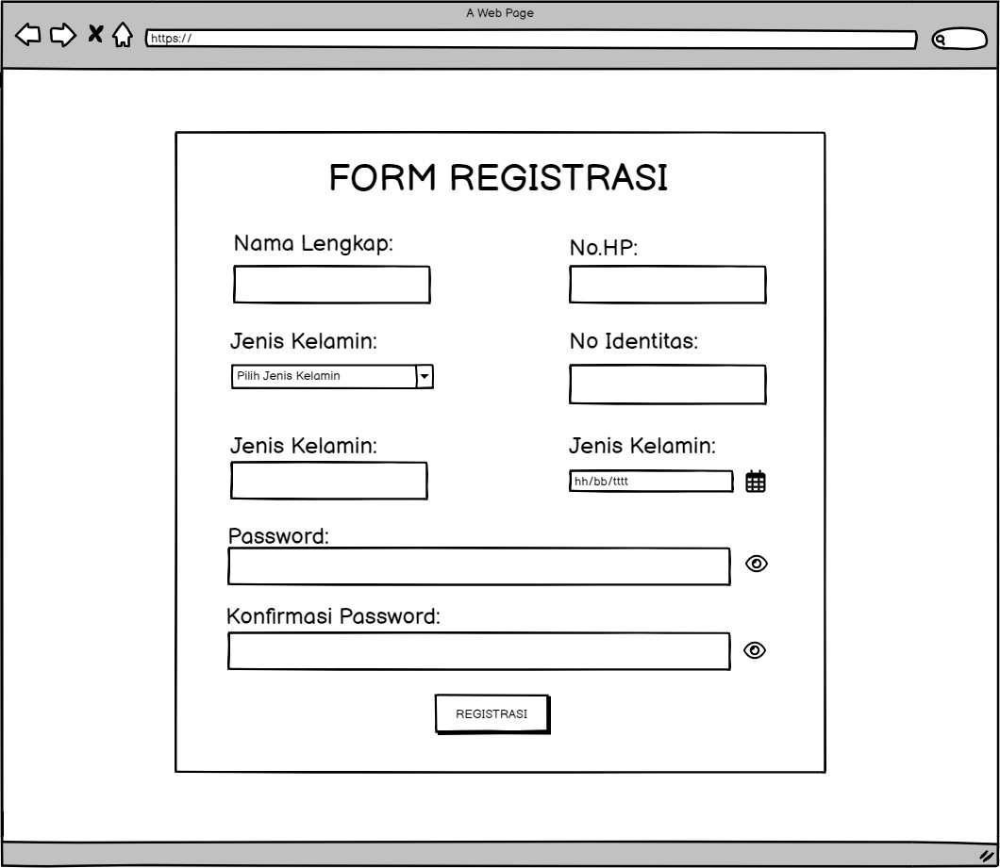 A Web Page
https://
FORM REGISTRASI
Nama Lengkap:
No.HP:
Jenis Kelamin:
No Identitas:
Pilih Jenis Kelamin
Jenis Kelamin:
Jenis Kelamin:
hh/bb/tttt
Password:
Konfirmasi Password:
REGISTRASI